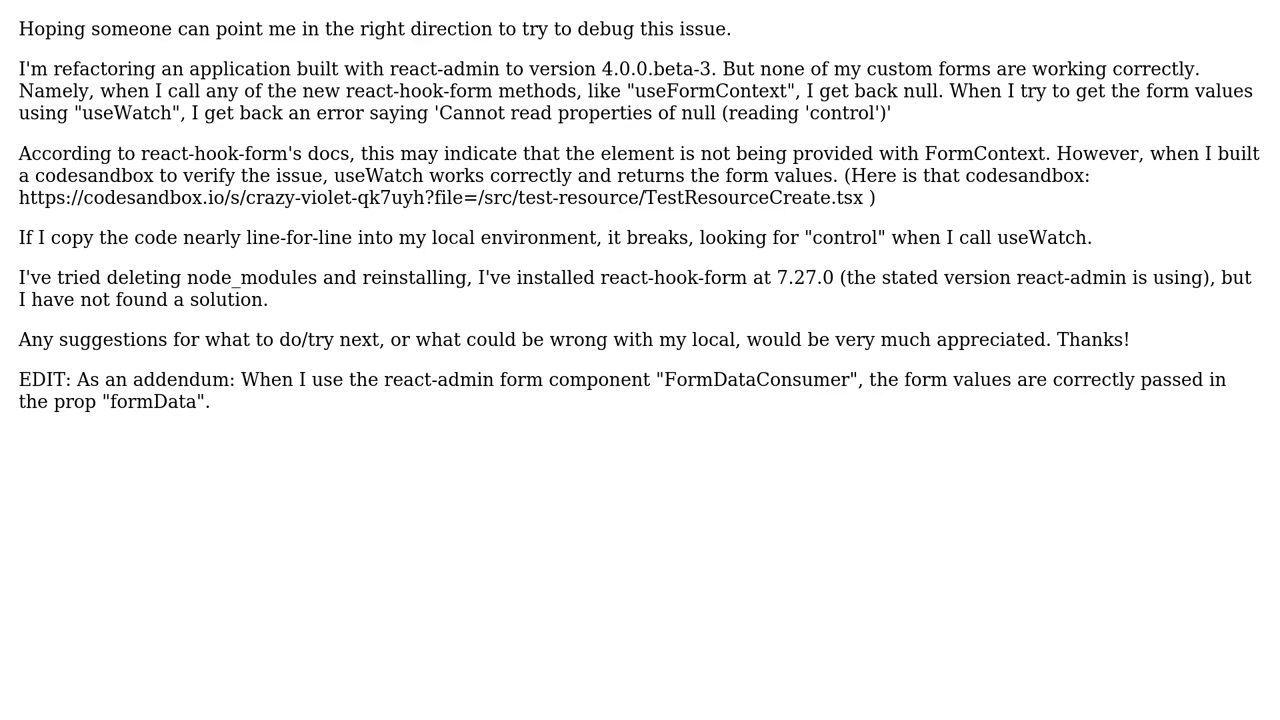 Hoping someone can point me in the right direction to try to debug this issue.
I'm refactoring an application built with react-admin to version 4.0.0.beta-3. But none of my custom forms are working correctly.
Namely, when I call any of the new react-hook-form methods, like "useFormContext", I get back null. When I try to get the form values
using "useWatch", I get back an error saying 'Cannot read properties of null (reading 'control')'
According to react-hook-form's docs, this may indicate that the element is not being provided with FormContext. However, when I built
a codesandbox to verify the issue, useWatch works correctly and returns the form values. (Here is that codesandbox:
https://codesandbox.io/s/crazy-violet-qk7uyh?file=/src/test-resource/TestResourceCreate.tsx )
If I copy the code nearly line-for-line into my local environment, it breaks, looking for "control" when I call useWatch.
I've tried deleting node_modules and reinstalling, I've installed react-hook-form at 7.27.0 (the stated version react-admin is using), but
I have not found a solution.
Any suggestions for what to do/try next, or what could be wrong with my local, would be very much appreciated. Thanks!
EDIT: As an addendum: When I use the react-admin form component "FormDataConsumer", the form values are correctly passed in
the prop "formData".